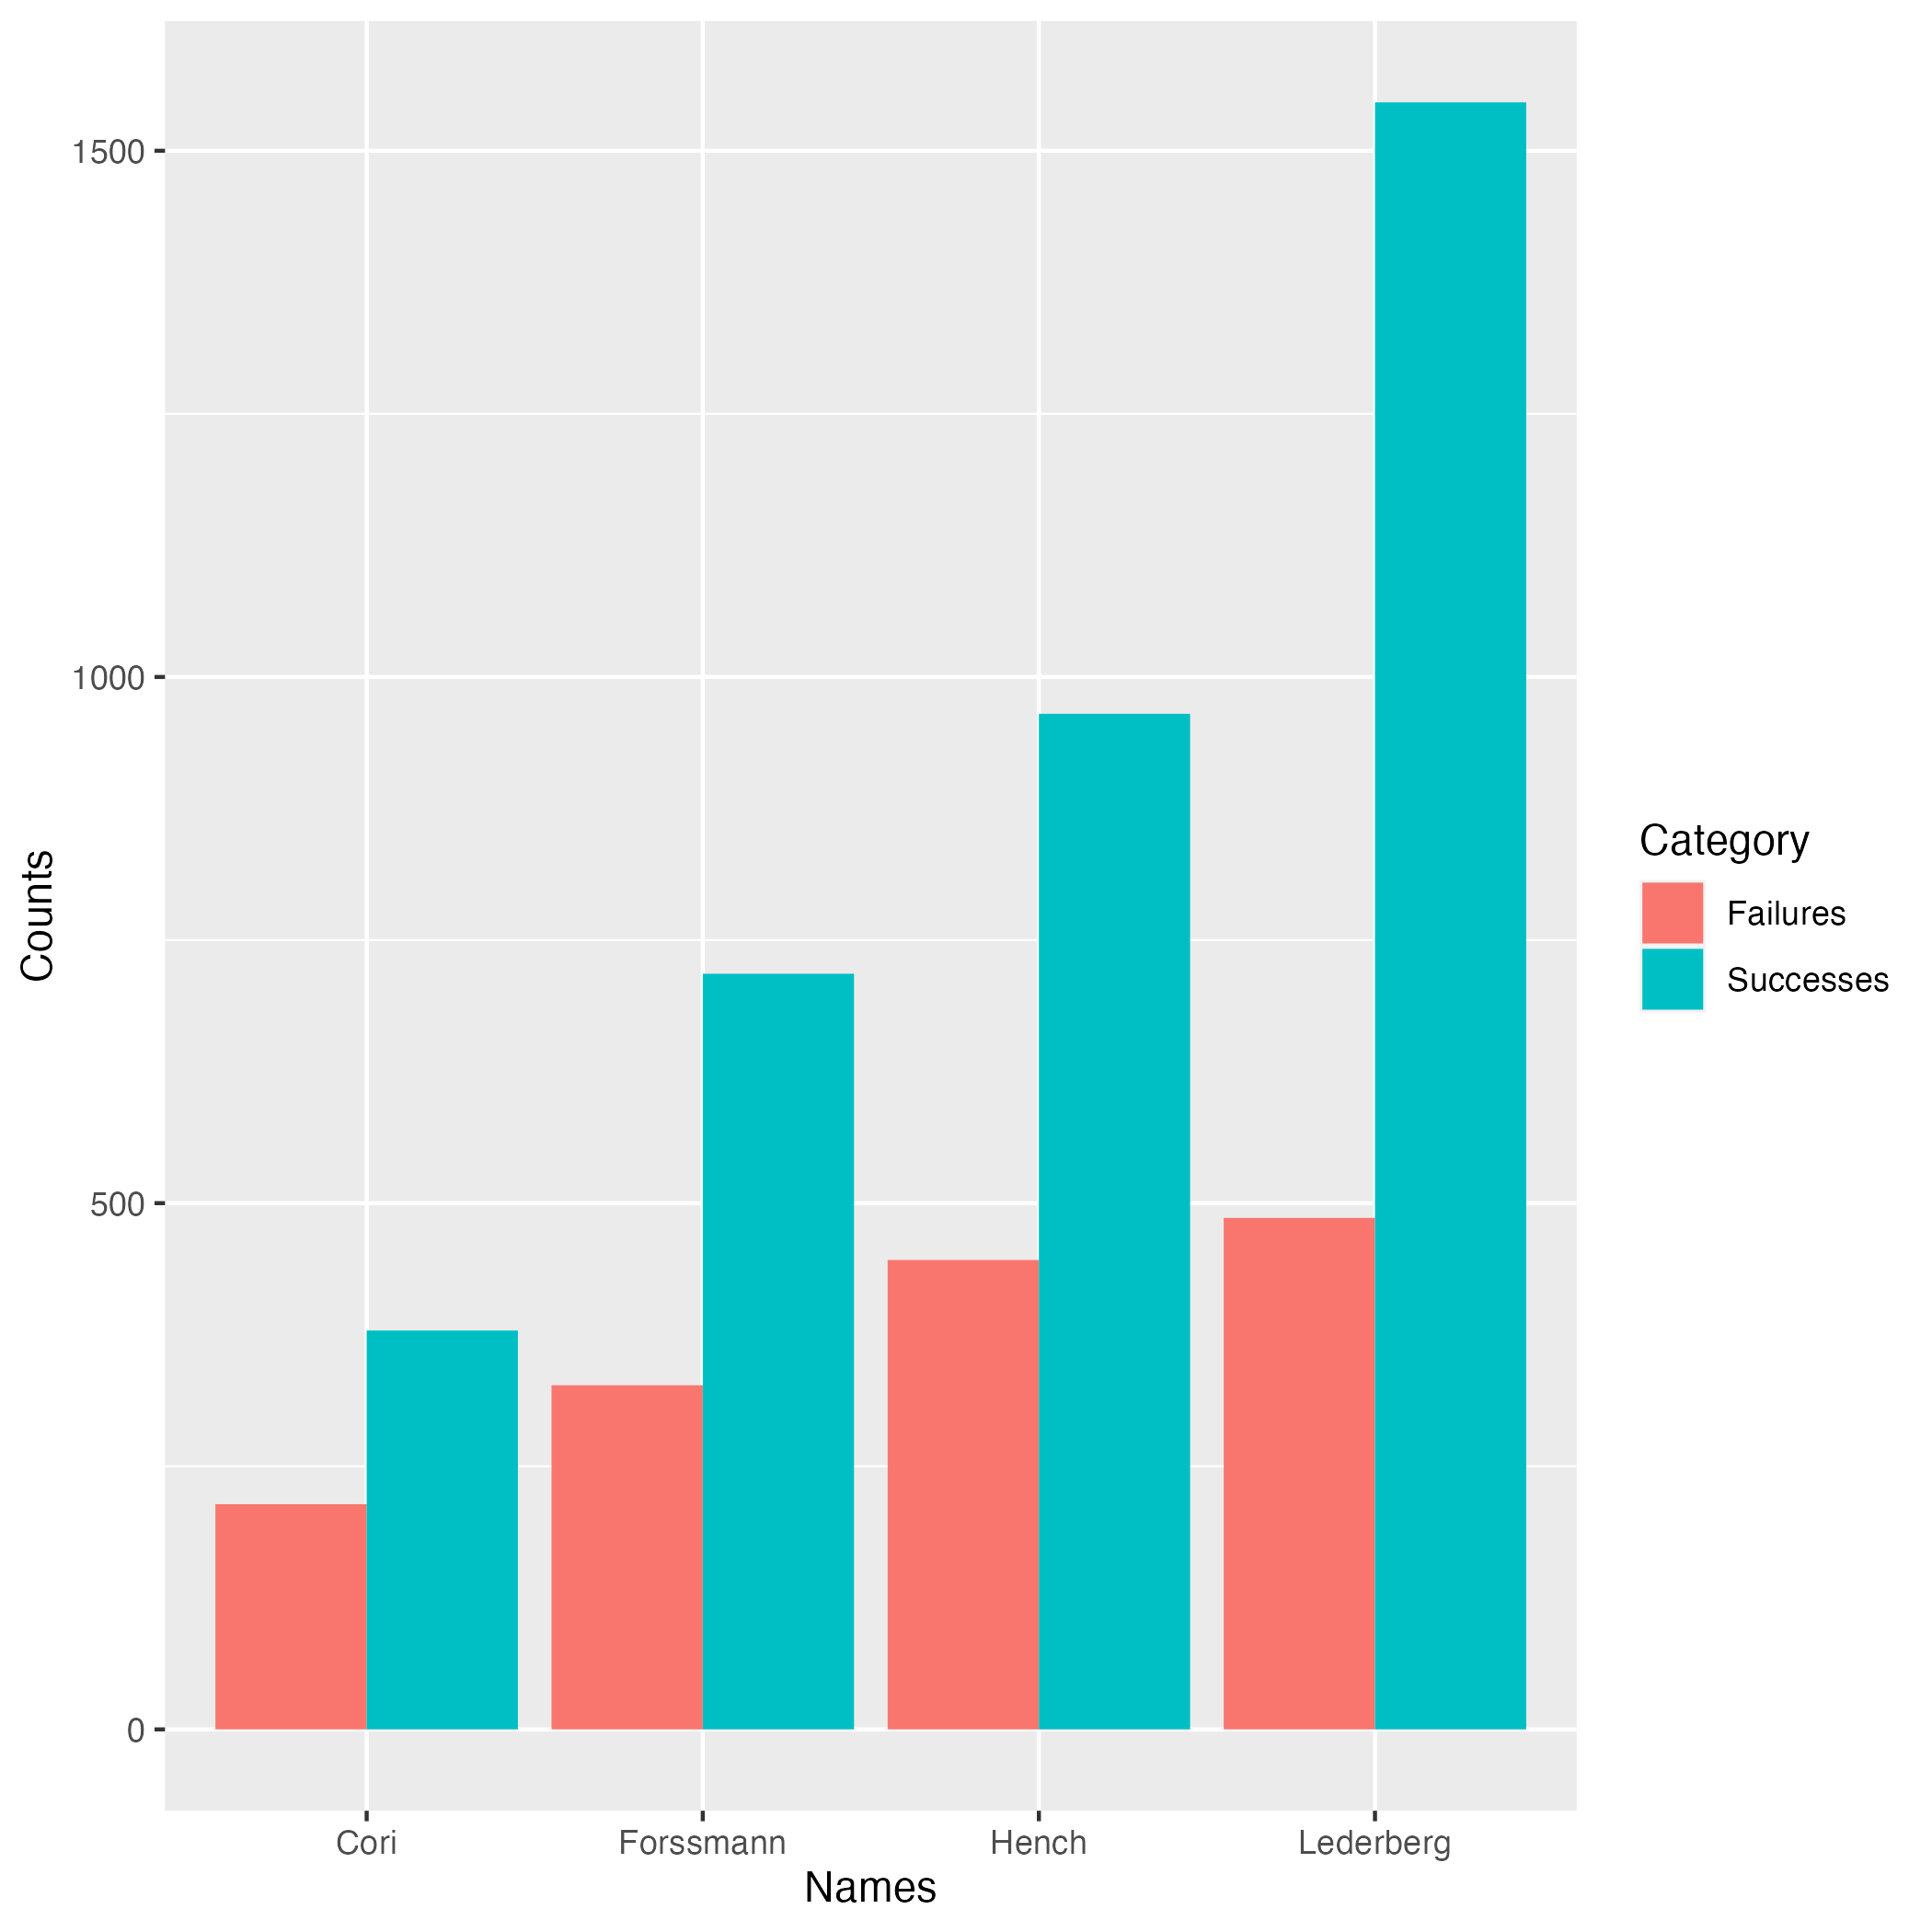 1500
1000
500
0
Counts
Cori
Forssmann
Hench
Lederberg
Names
Category
Failures
Successes